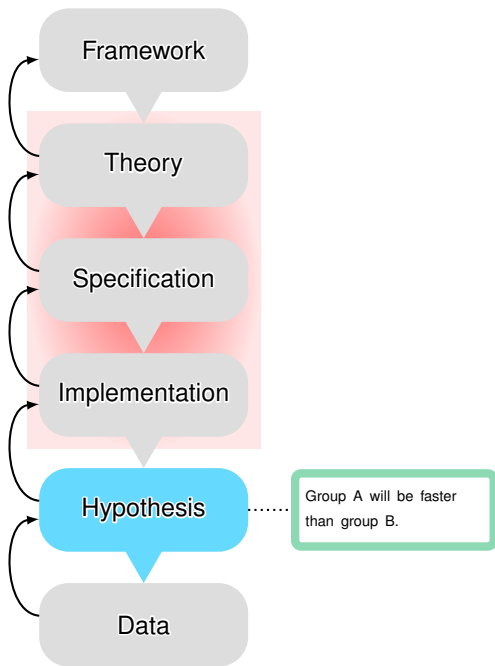 Framework
Theory
Specification
Implementation
Hypothesis
Group A will be faster
than group B.
Data